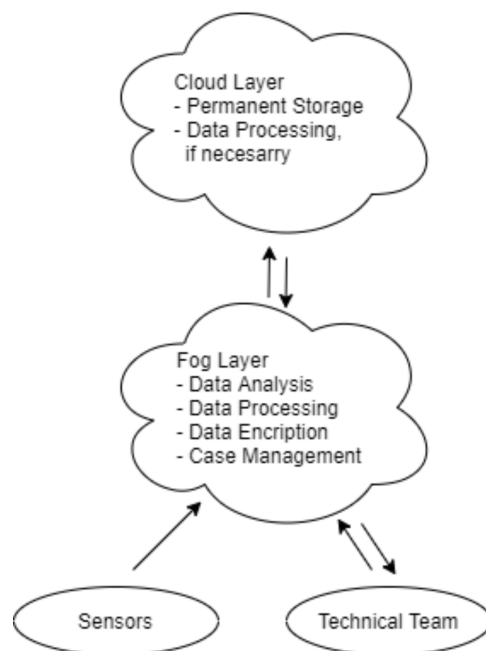 Cloud Layer
- Permanent Storage
- Data Processing,
if necesarry
Fog Layer
- Data Analysis
- Data Processing
- Data Encription
- Case Management
Sensors
Technical Team